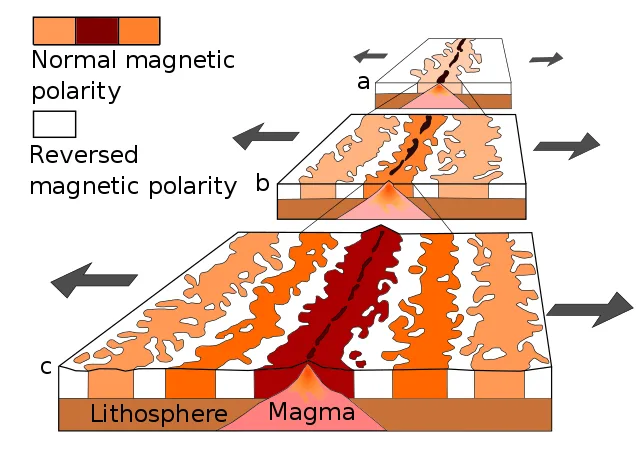 Normal magnetic
polarity
Reversed
magnetic polarity
a
b
c
Lithosphere
Magma